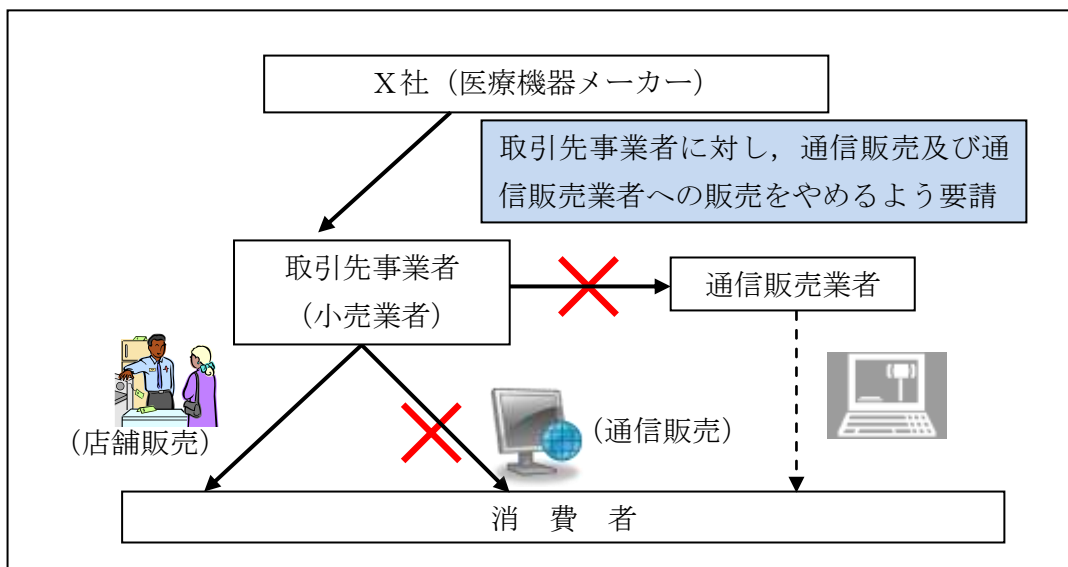 X社（医療機器メーカー）
取引先事業者に対し，通信販売及び通
信販売業者への販売をやめるよう要請
取引先事業者
（小売業者）
通信販売業者
（店舗販売）
（通信販売）
消　費　者